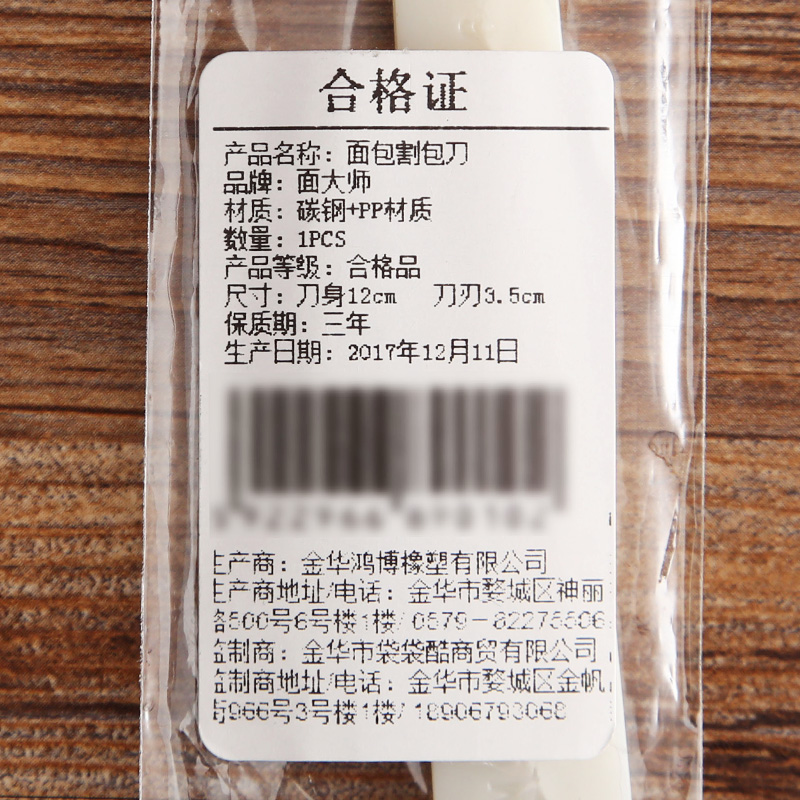 合格证
产品名称：面包割包刀
品牌：面大师
材质：碳钢+PP材质
数量：1PCS
产品等级：合格品
尺寸：刀身12cm 刀刃3.5cm
保质期：三年
生产日期：2017年12月11日
生产商：金华鸿博橡塑有限公司
生产商地址/电话：金华市婺城区神丽
路500号6号楼1楼/0579-82275506
监制商：金华市袋袋酷商贸有限公司
监制商地址/电话：金华市婺城区金帆
街966号3号楼1楼/18906793068